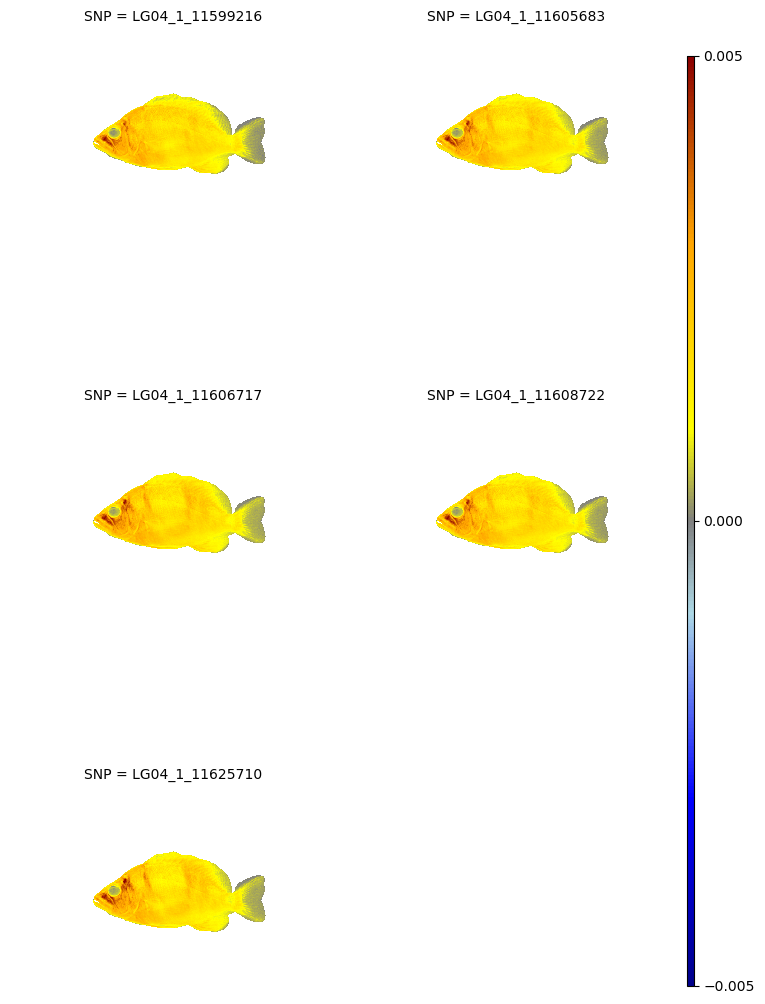 SNP = LG04_1_11599216
SNP = LG04_1_11605683
0.005
SNP = LG04_1_11606717
SNP = LG04_1_11608722
0.000
SNP = LG04_1_11625710
−0.005